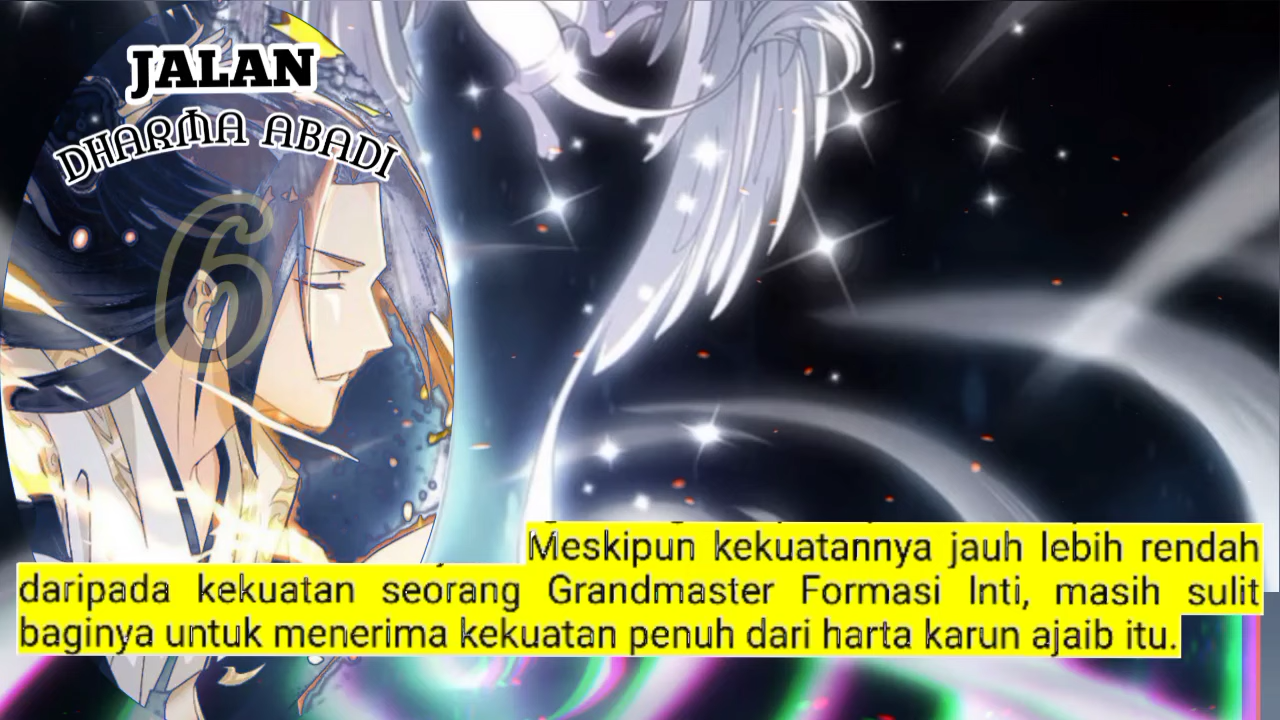 JALAN
DHARMA ABADI
6
Meskipun kekuatannya jauh lebih rendah
daripada kekuatan seorang Grandmaster Formasi Inti, masih sulit
baginya untuk menerima kekuatan penuh dari harta karun ajaib itu.